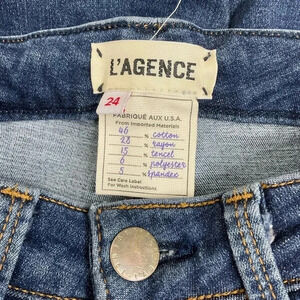 L'AGENCE
24
FABRIQUÉ AUX U.S.A.
From Imported Materials
46 % cotton
28 % rayon
15 % tencel
6 % polyester
5 % spandex
See Care Label
For Wash Instructions